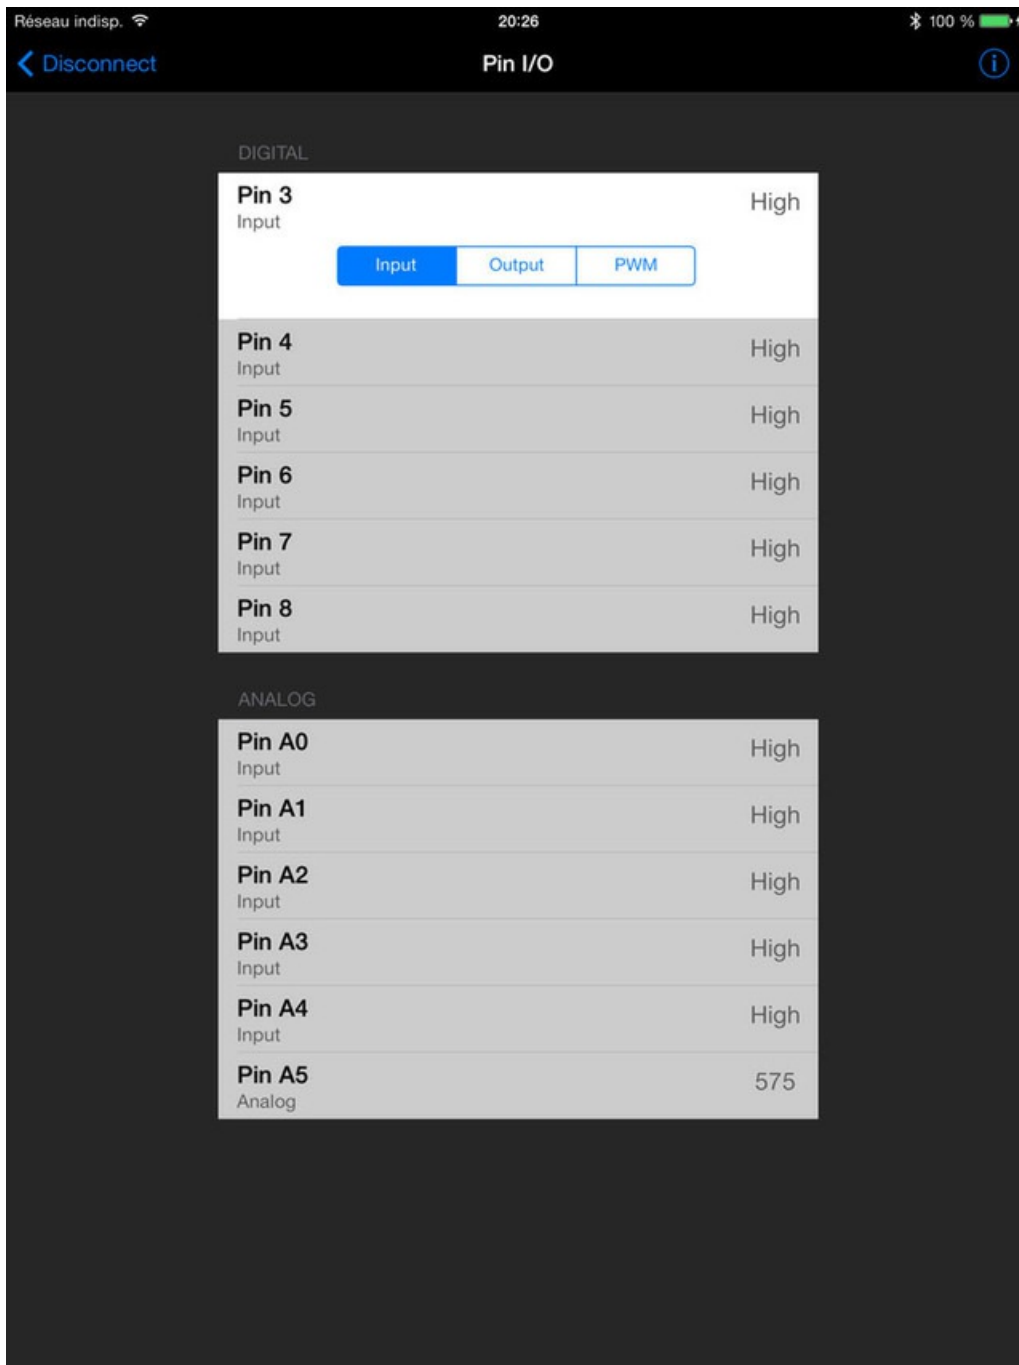 Réseau indisp. 20:26 100 %
Disconnect Pin I/O
DIGITAL
Pin 3 High
Input
Input Output PWM
Pin 4 High
Input
Pin 5 High
Input
Pin 6 High
Input
Pin 7 High
Input
Pin 8 High
Input
ANALOG
Pin A0 High
Input
Pin A1 High
Input
Pin A2 High
Input
Pin A3 High
Input
Pin A4 High
Input
Pin A5 575
Analog